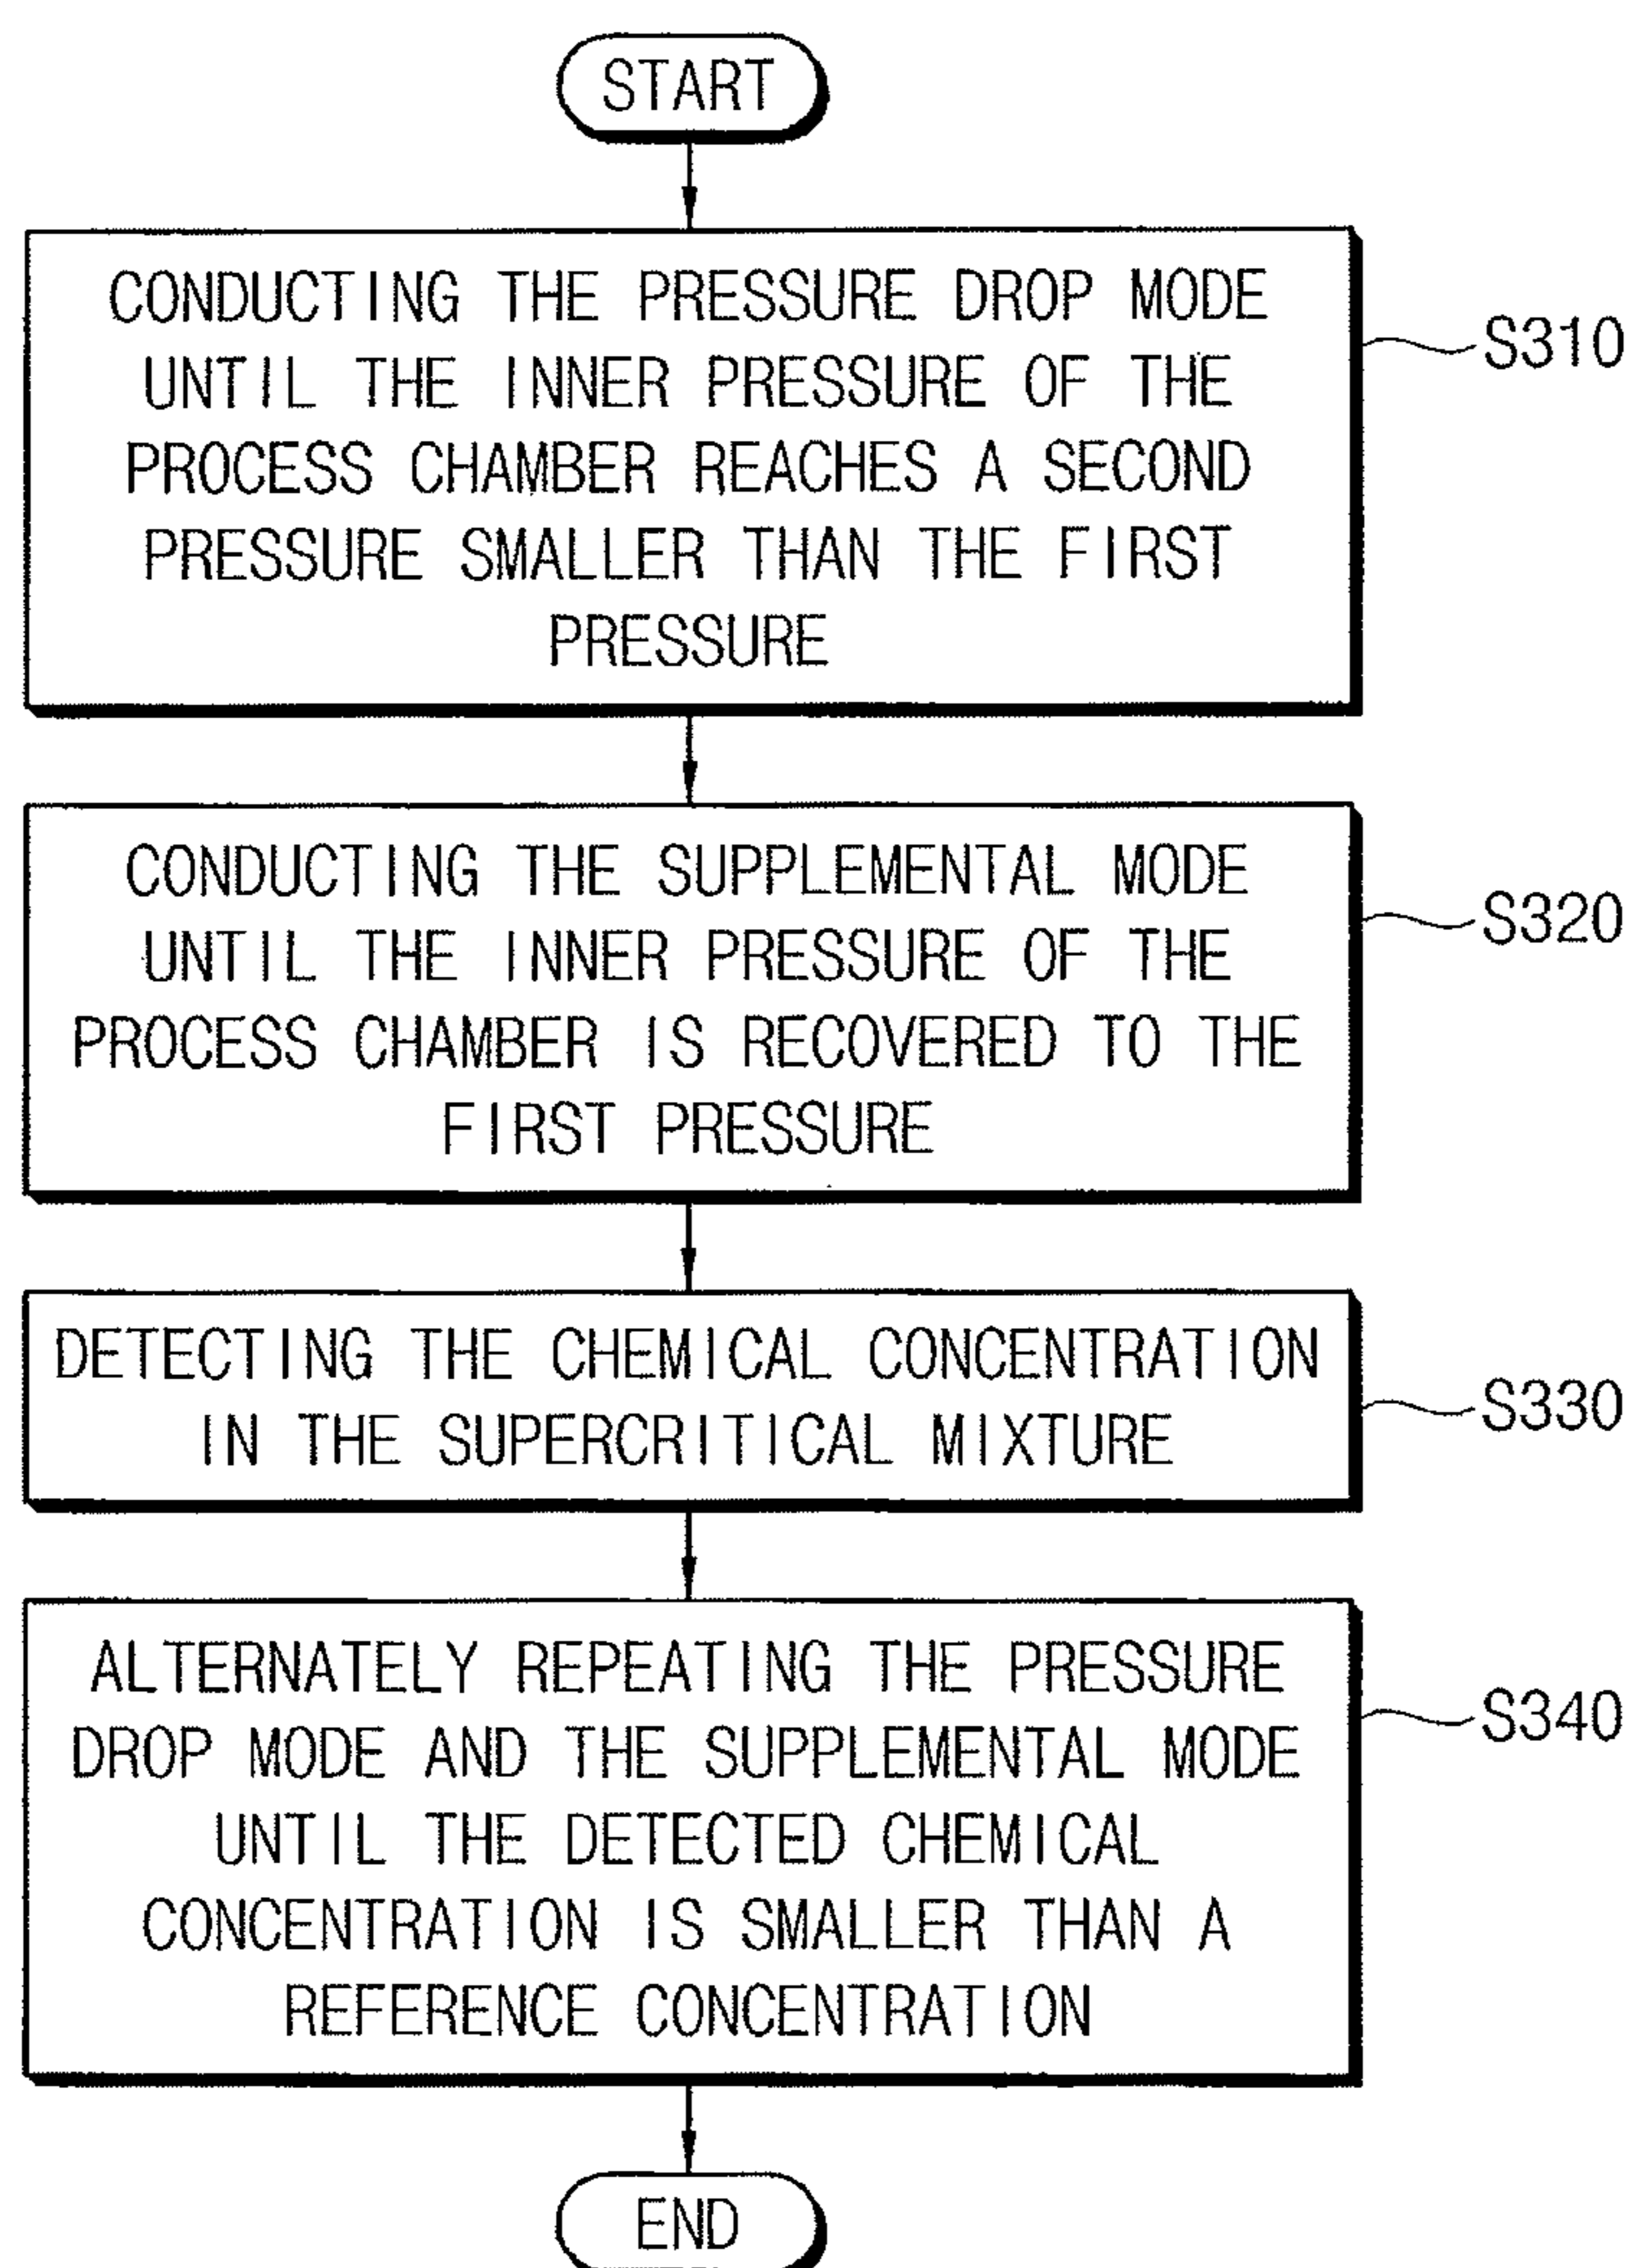 START
CONDUCTING THE PRESSURE DROP MODE
UNTIL THE INNER PRESSURE OF THE
PROCESS CHAMBER REACHES A SECOND
PRESSURE SMALLER THAN THE FIRST
PRESSURE
S310
CONDUCTING THE SUPPLEMENTAL MODE
UNTIL THE INNER PRESSURE OF THE
PROCESS CHAMBER IS RECOVERED TO THE
FIRST PRESSURE
S320
DETECTING THE CHEMICAL CONCENTRATION
IN THE SUPERCRITICAL MIXTURE
S330
ALTERNATELY REPEATING THE PRESSURE
DROP MODE AND THE SUPPLEMENTAL MODE
UNTIL THE DETECTED CHEMICAL
CONCENTRATION IS SMALLER THAN A
REFERENCE CONCENTRATION
S340
END